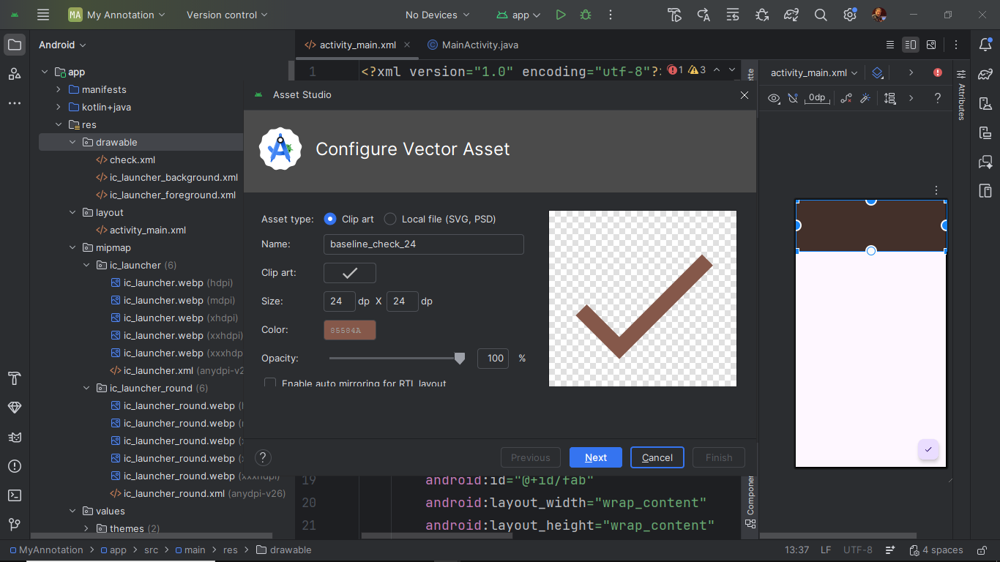 MA My Annotation Version control No Devices app
Android
activity_main.xml MainActivity.java
app
manifests
kotlin+java
res
drawable
check.xml
ic_launcher_background.xml
ic_launcher_foreground.xml
layout
activity_main.xml
mipmap
ic_launcher (6)
ic_launcher.webp (hdpi)
ic_launcher.webp (mdpi)
ic_launcher.webp (xhdpi)
ic_launcher.webp (xxhdpi)
ic_launcher.webp (xxxhdp
ic_launcher.xml (anydpi-v2
ic_launcher_round (6)
ic_launcher_round.webp
ic_launcher_round.webp
ic_launcher_round.webp
ic_launcher_round.webp
ic_launcher_round.webp (xxxhdpi)
ic_launcher_round.xml (anydpi-v26)
values
themes (2)
1 <?xml version="1.0" encoding="utf-8"?> 1 3
Asset Studio
Configure Vector Asset
Asset type: Clip art Local file (SVG, PSD)
Name: baseline_check_24
Clip art:
Size: 24 dp X 24 dp
Color: 85584A
Opacity: 100 %
Enable auto mirroring for RTL layout
? Previous Next Cancel Finish
19 android:id="@+id/fab"
20 android:layout_width="wrap_content"
21 android:layout_height="wrap_content"
ette
Component
activity_main.xml
0dp ?
Attributes
MyAnnotation > app > src > main > res > drawable 13:37 LF UTF-8 4 spaces